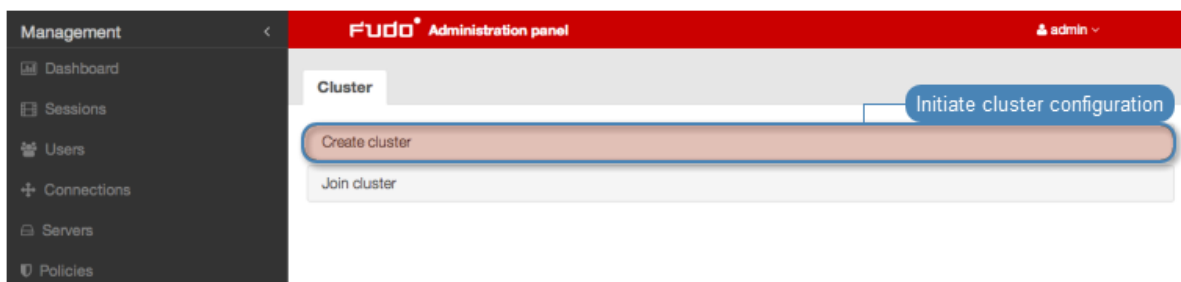 Management
FUDO Administration panel
admin
Dashboard
Cluster
Sessions
Initiate cluster configuration
Users
Create cluster
Connections
Join cluster
Servers
Policies